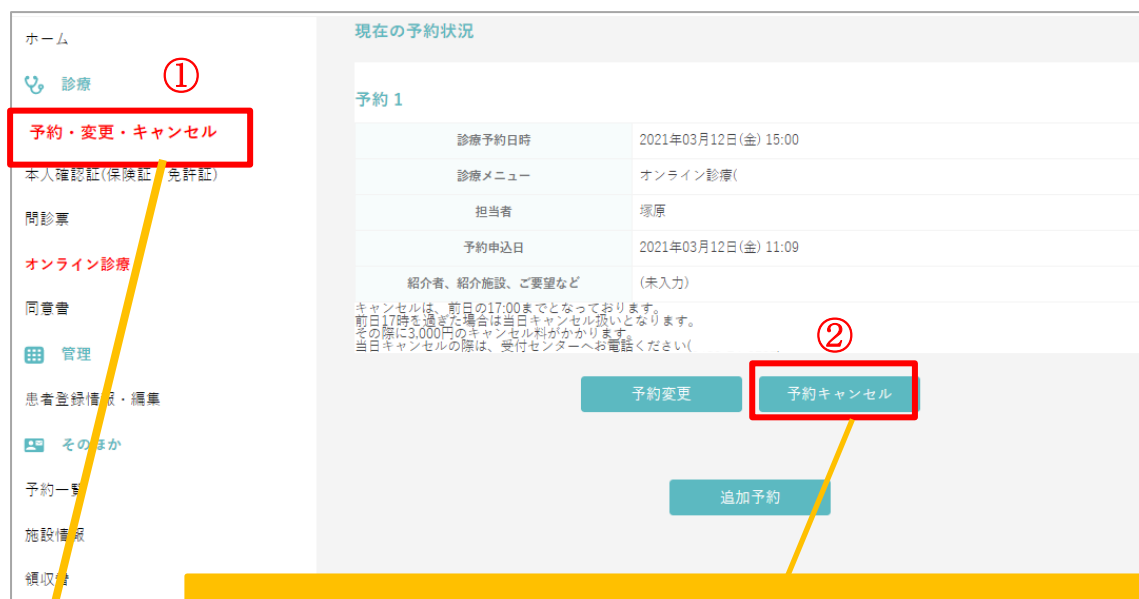 ホーム
診療
①
予約・変更・キャンセル
本人確認証(保険証 免許証)
問診票
オンライン診療
同意書
管理
患者登録情報・編集
そのほか
予約一覧
施設情報
領収書
現在の予約状況
予約 1
診療予約日時 2021年03月12日(金) 15:00
診療メニュー オンライン診療(
担当者 塚原
予約申込日 2021年03月12日(金) 11:09
紹介者、紹介施設、ご要望など (未入力)
キャンセルは、前日の17:00までとなっております。
前日17時を過ぎた場合は当日キャンセル扱いとなります。
その際に3,000円のキャンセル料がかかります。
当日キャンセルの際は、受付センターへお電話ください(
②
予約変更 予約キャンセル
追加予約